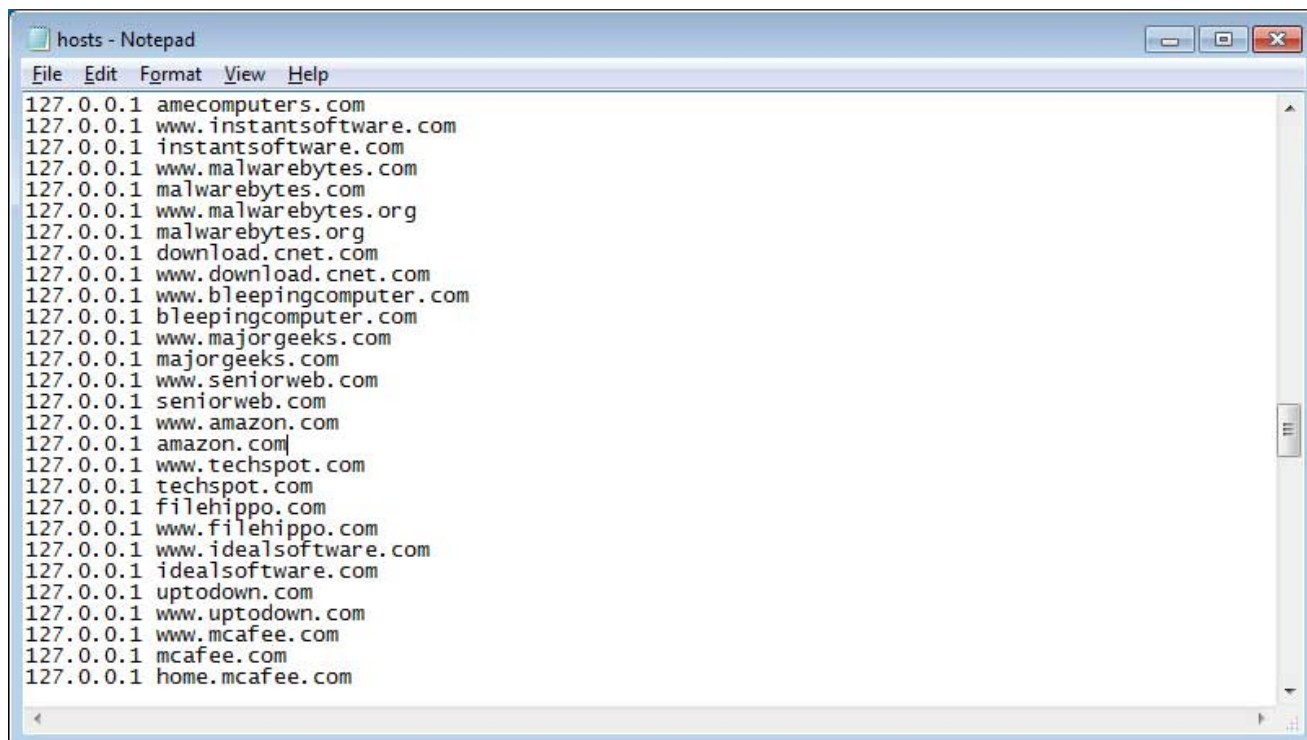 hosts - Notepad
File Edit Format View Help
127.0.0.1 amecomputers.com
127.0.0.1 www.instantsoftware.com
127.0.0.1 instantsoftware.com
127.0.0.1 www.malwarebytes.com
127.0.0.1 malwarebytes.com
127.0.0.1 www.malwarebytes.org
127.0.0.1 malwarebytes.org
127.0.0.1 download.cnet.com
127.0.0.1 www.download.cnet.com
127.0.0.1 www.bleepingcomputer.com
127.0.0.1 bleepingcomputer.com
127.0.0.1 www.majorgeeks.com
127.0.0.1 majorgeeks.com
127.0.0.1 www.seniorweb.com
127.0.0.1 seniorweb.com
127.0.0.1 www.amazon.com
127.0.0.1 amazon.com
127.0.0.1 www.techspot.com
127.0.0.1 techspot.com
127.0.0.1 filehippo.com
127.0.0.1 www.filehippo.com
127.0.0.1 www.idealsoftware.com
127.0.0.1 idealsoftware.com
127.0.0.1 uptodown.com
127.0.0.1 www.uptodown.com
127.0.0.1 www.mcafee.com
127.0.0.1 mcafee.com
127.0.0.1 home.mcafee.com